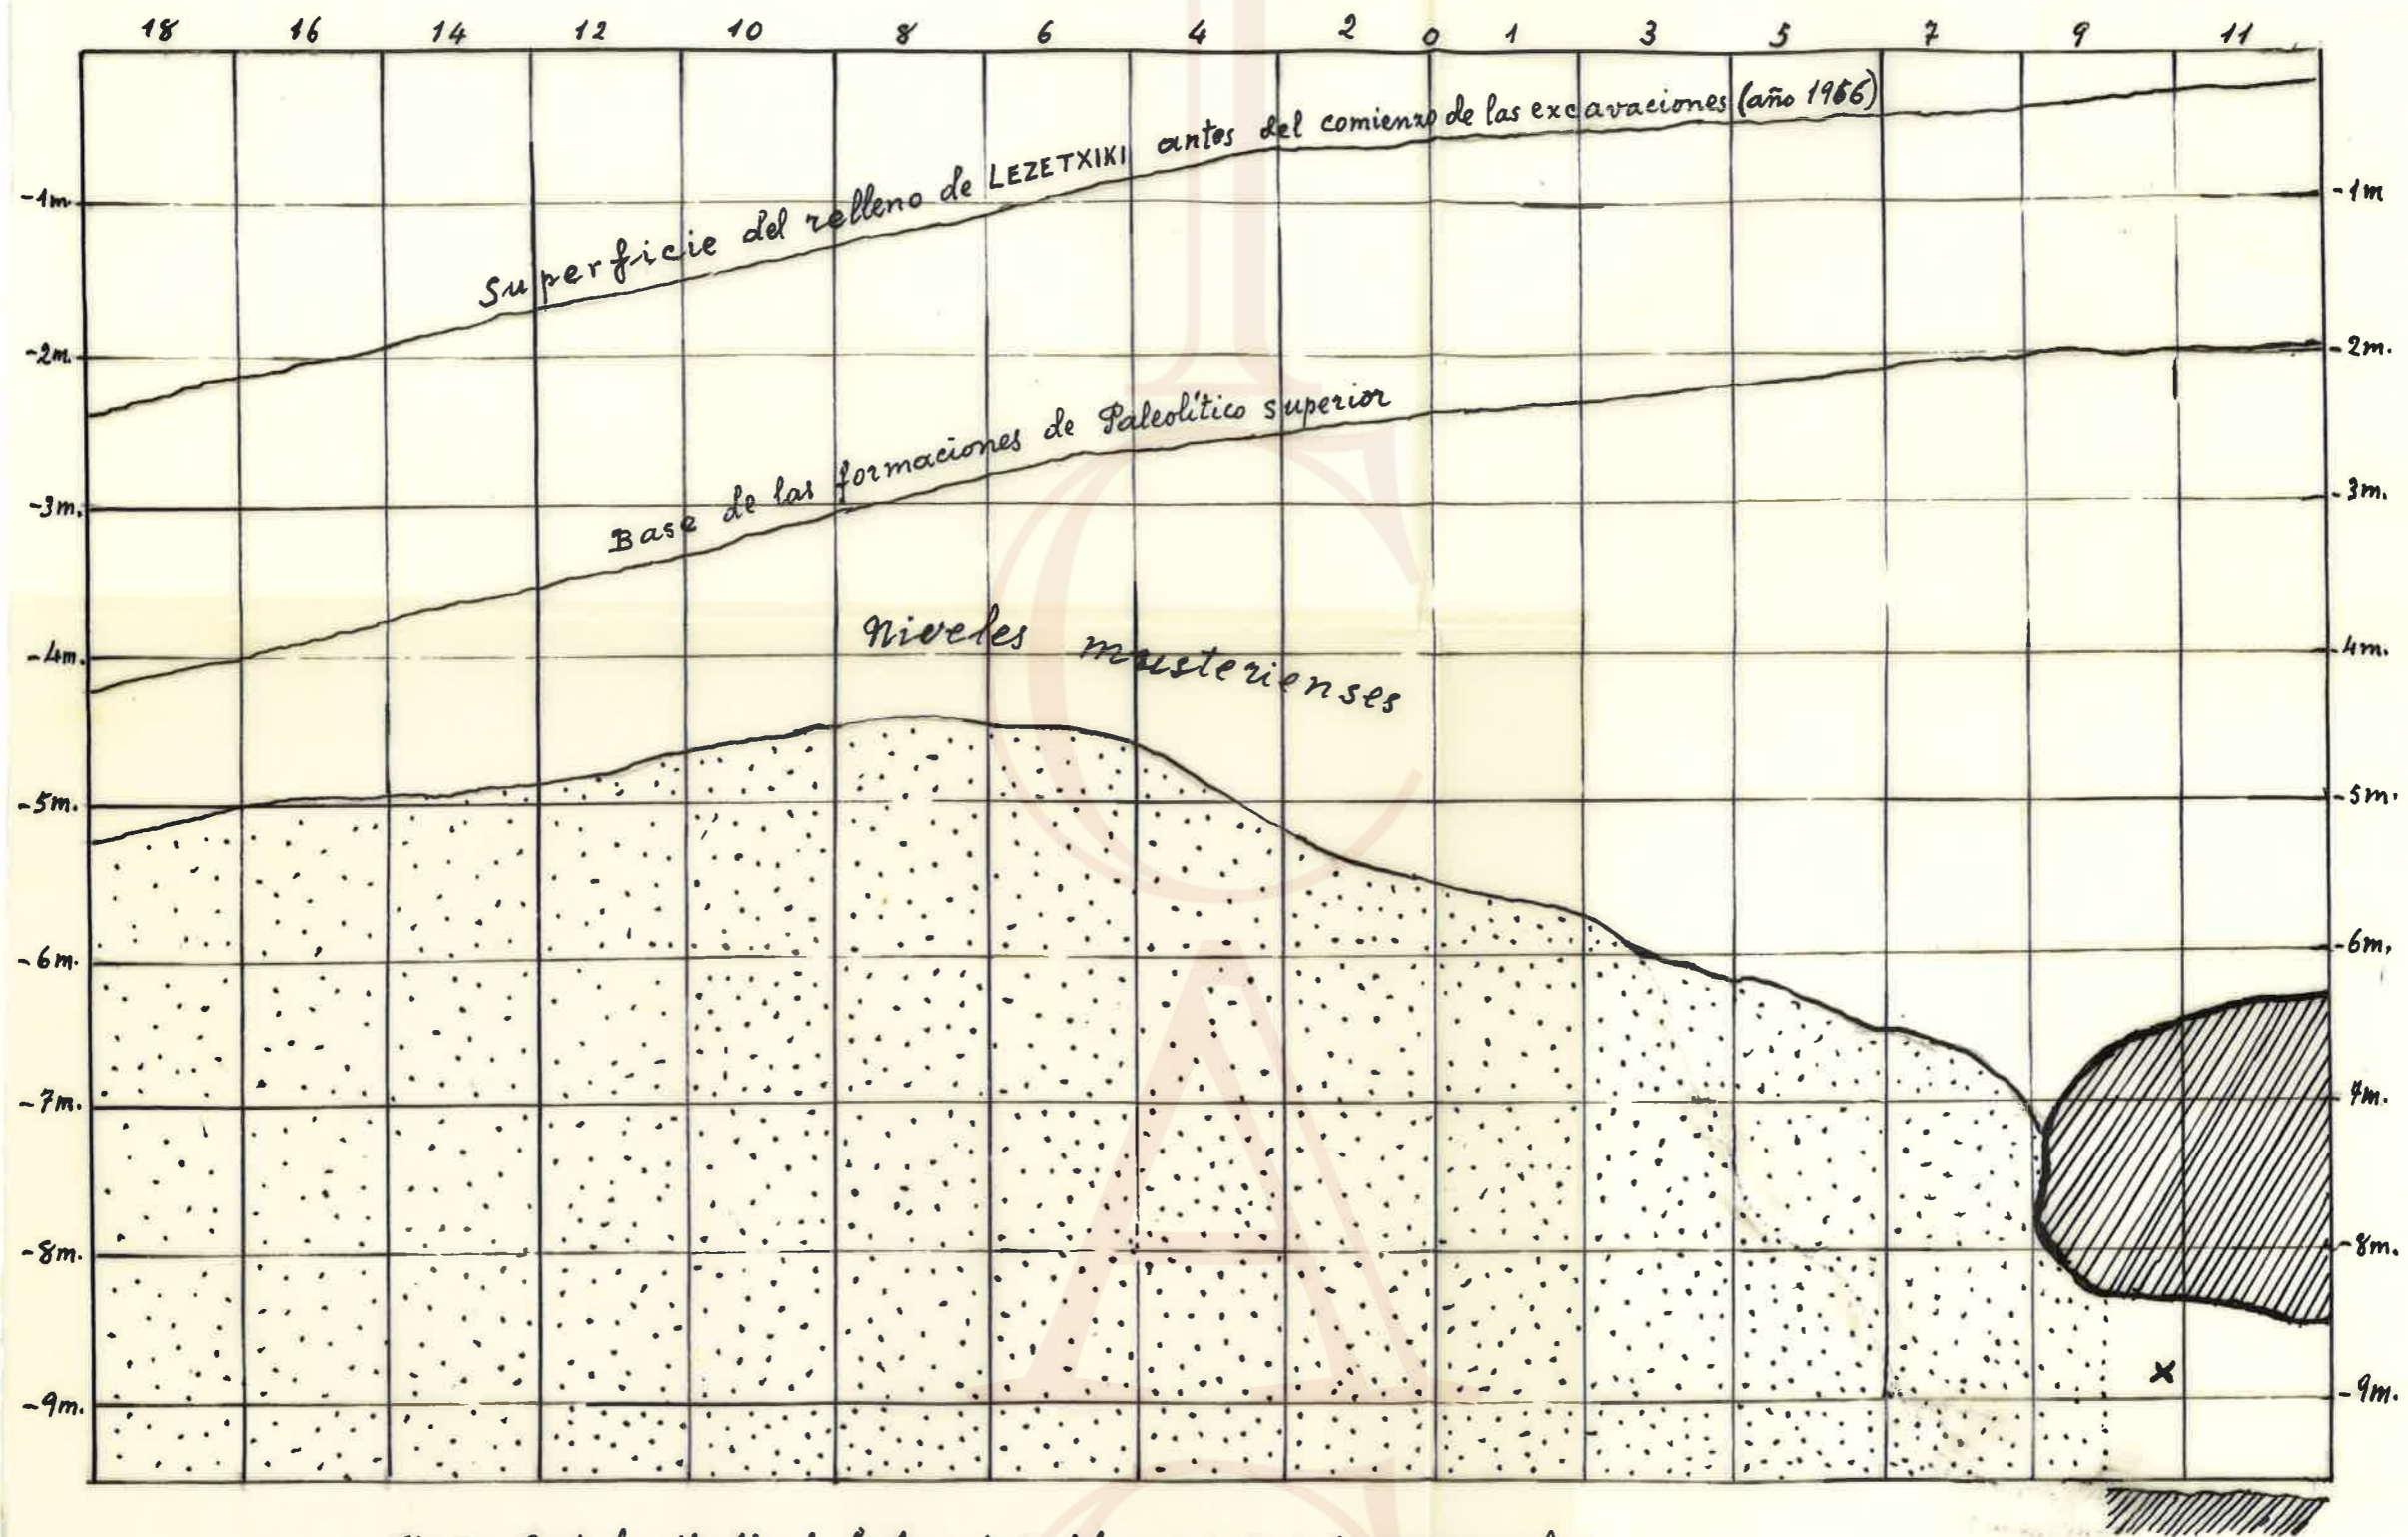 18 16 14 12 10 8 6 4 2 0 1 3 5 7 9 11
Superficie del relleno de LEZETXIKI antes del comienzo de las excavaciones (año 1956)
-1m. -1m
-2m. -2m.
Base de las formaciones de Paleolítico superior
-3m. -3m.
Niveles musterienses
-4m. -4m.
-5m. -5m.
-6m. -6m.
-7m. -7m.
-8m. -8m.
x
-9m. -9m.